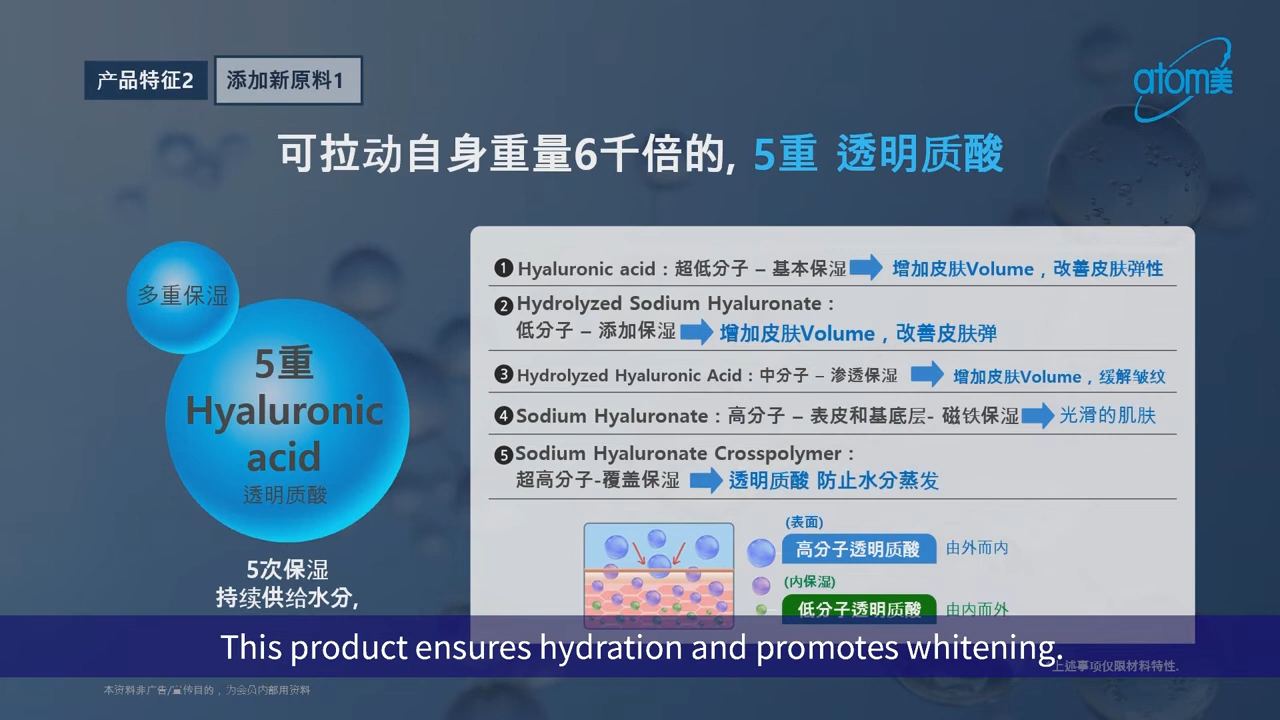 产品特征2
添加新原料1
atom美
可拉动自身重量6千倍的, 5重 透明质酸
多重保湿
5重
Hyaluronic
acid
透明质酸
5次保湿
持续供给水分,
❶Hyaluronic acid：超低分子 – 基本保湿 增加皮肤Volume，改善皮肤弹性
❷Hydrolyzed Sodium Hyaluronate：
低分子 – 添加保湿 增加皮肤Volume，改善皮肤弹
❸Hydrolyzed Hyaluronic Acid：中分子 – 渗透保湿 增加皮肤Volume，缓解皱纹
❹Sodium Hyaluronate：高分子 – 表皮和基底层- 磁铁保湿 光滑的肌肤
❺Sodium Hyaluronate Crosspolymer：
超高分子-覆盖保湿 透明质酸 防止水分蒸发
(表面)
高分子透明质酸 由外而内
(内保湿)
低分子透明质酸 由内而外
This product ensures hydration and promotes whitening.
上述事项仅限材料特性.
本资料非广告/宣传目的，为会员内部用资料